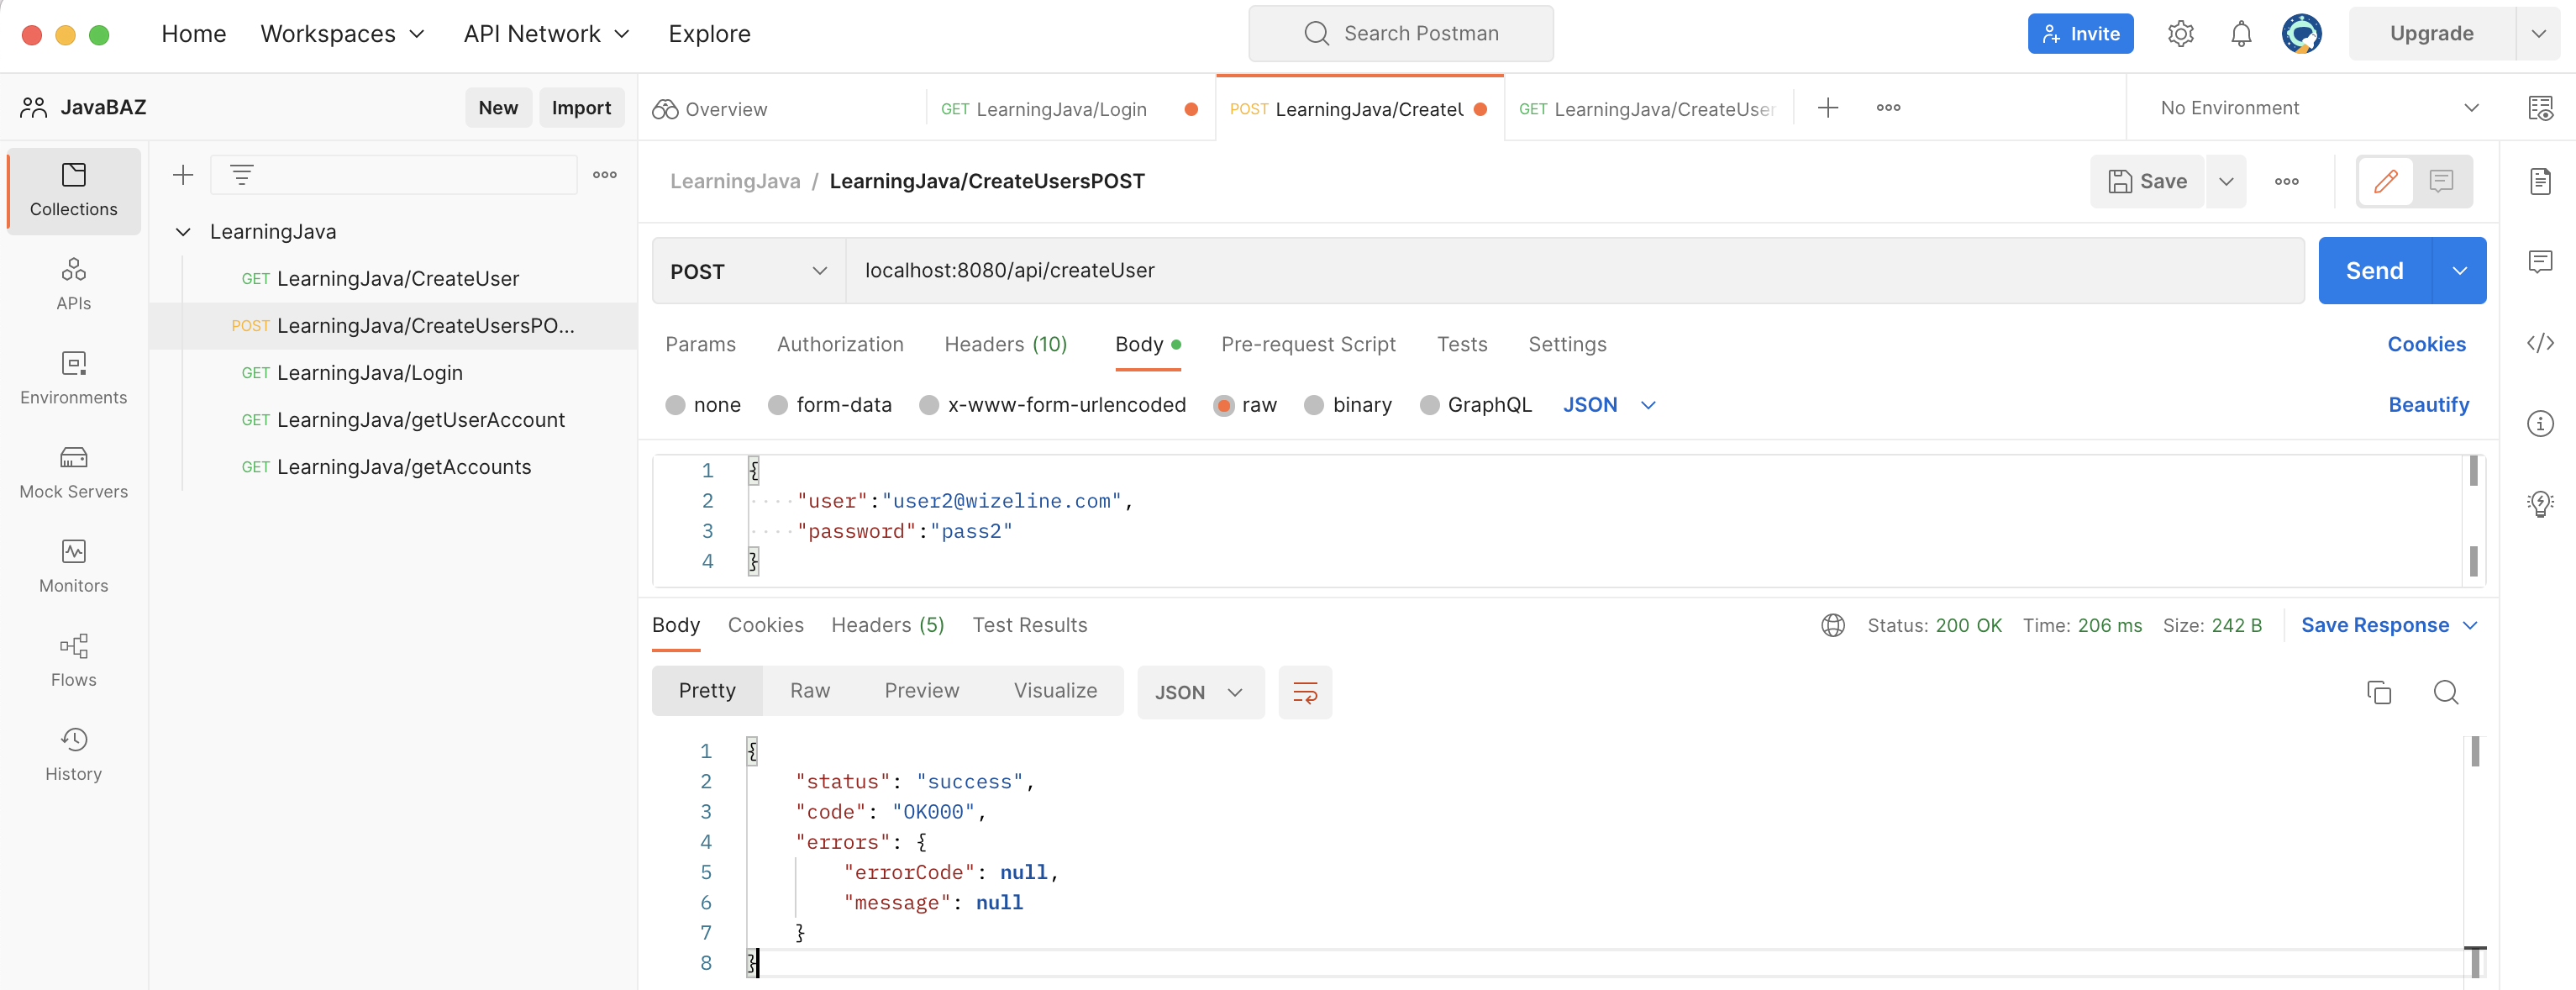 Home Workspaces API Network Explore Search Postman Invite Upgrade
JavaBAZ New Import Overview GET LearningJava/Login POST LearningJava/CreateU GET LearningJava/CreateUser No Environment
Collections
APIs
Environments
Mock Servers
Monitors
Flows
History
LearningJava
GET LearningJava/CreateUser
POST LearningJava/CreateUsersPO...
GET LearningJava/Login
GET LearningJava/getUserAccount
GET LearningJava/getAccounts
LearningJava / LearningJava/CreateUsersPOST Save
POST localhost:8080/api/createUser Send
Params Authorization Headers (10) Body Pre-request Script Tests Settings Cookies
none form-data x-www-form-urlencoded raw binary GraphQL JSON Beautify
1 {
2 "user":"user2@wizeline.com",
3 "password":"pass2"
4 }
Body Cookies Headers (5) Test Results Status: 200 OK Time: 206 ms Size: 242 B Save Response
Pretty Raw Preview Visualize JSON
1 {
2 "status": "success",
3 "code": "OK000",
4 "errors": {
5 "errorCode": null,
6 "message": null
7 }
8 }